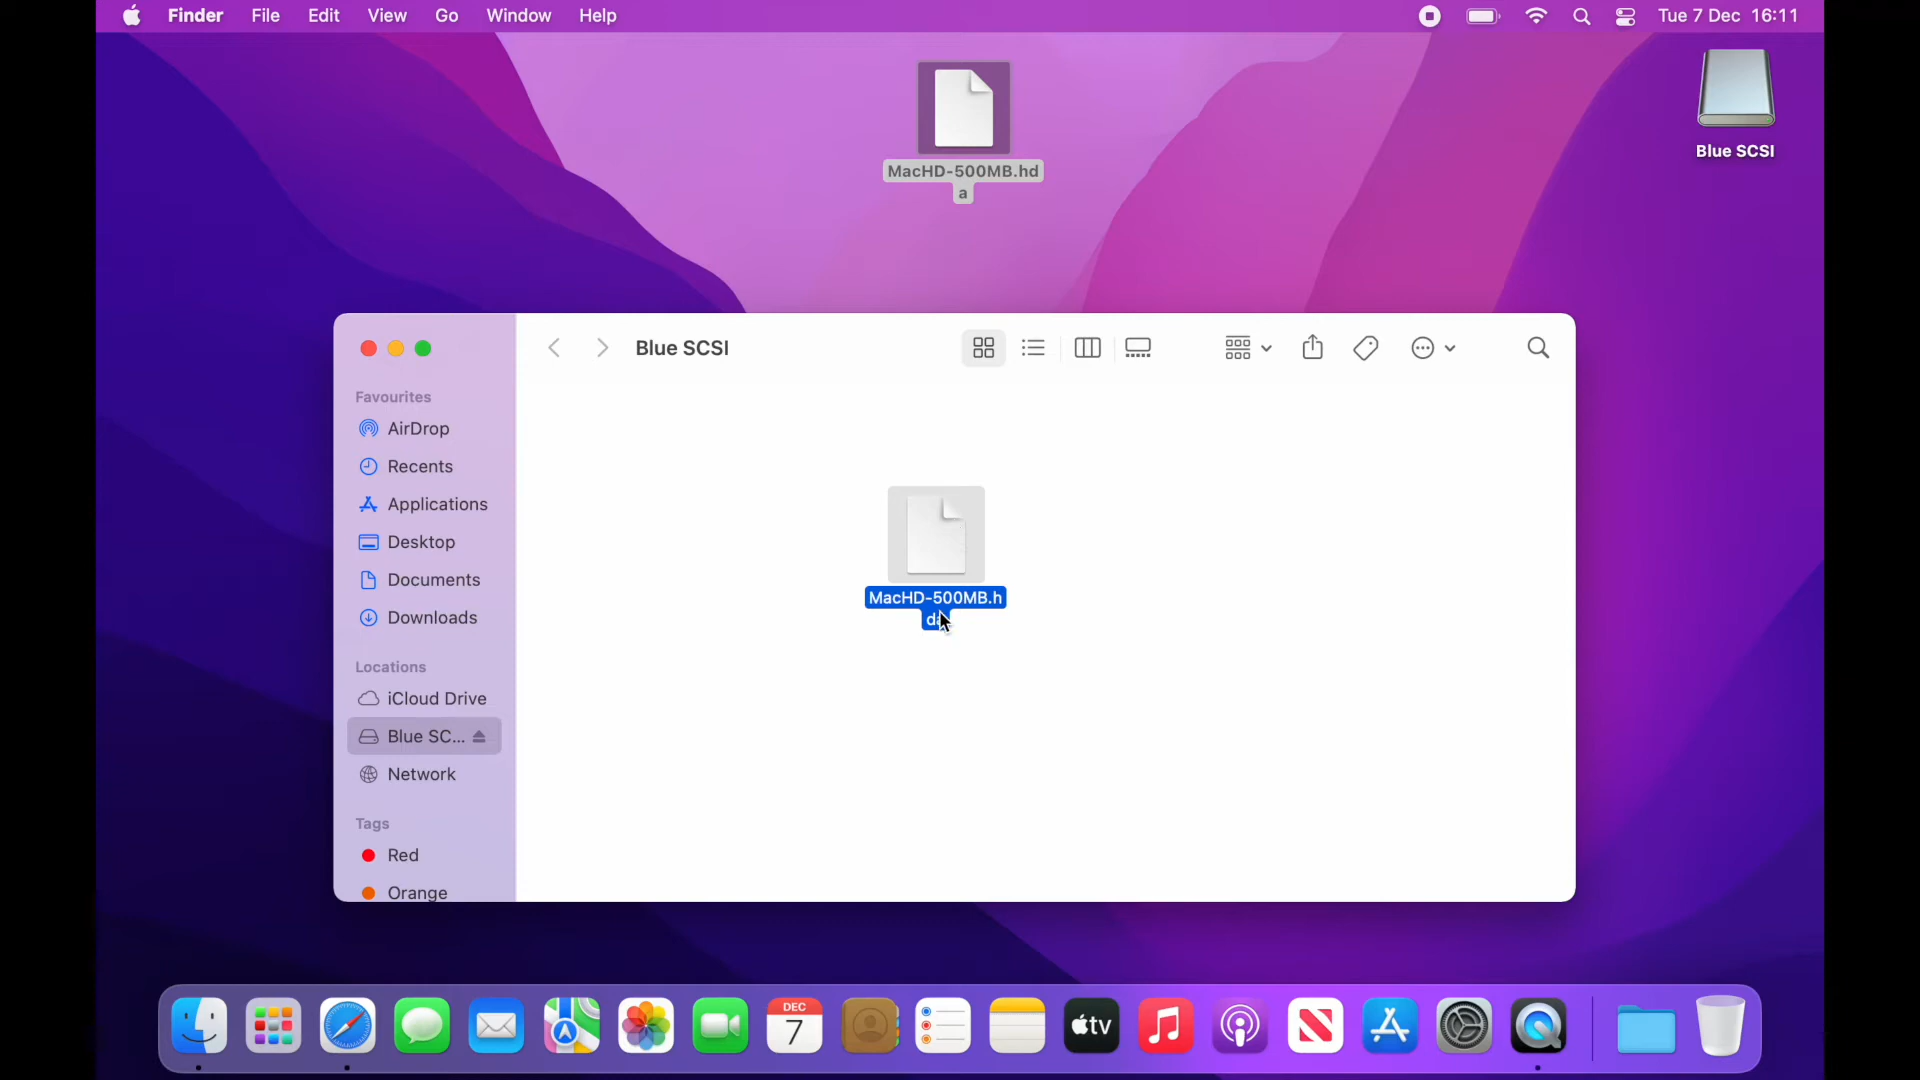 Finder File Edit View Go Window Help Tue 7 Dec 16:11
MacHD-500MB.hd
a
Blue SCSI
Blue SCSI
Favourites
AirDrop
Recents
Applications
Desktop
Documents
Downloads
Locations
iCloud Drive
Blue SC...
Network
Tags
Red
Orange
MacHD-500MB.h
da
DEC
7
tv